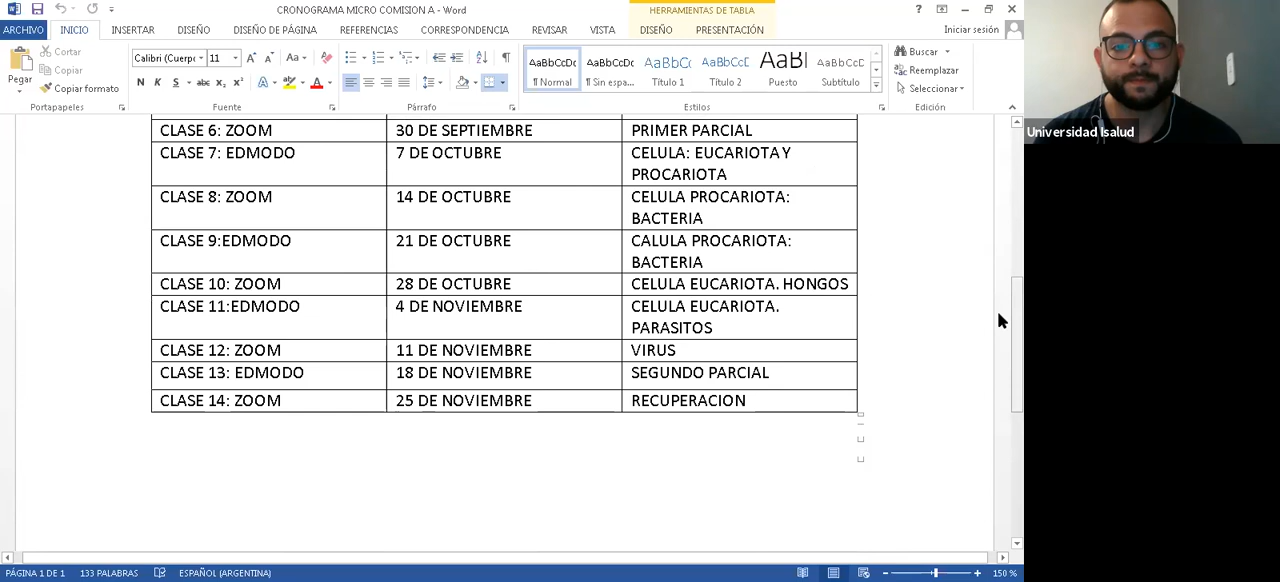 CRONOGRAMA MICRO COMISION A - Word
HERRAMIENTAS DE TABLA
ARCHIVO INICIO INSERTAR DISEÑO DISEÑO DE PÁGINA REFERENCIAS CORRESPONDENCIA REVISAR VISTA DISEÑO PRESENTACIÓN Iniciar sesión
Pegar
Cortar
Copiar
Copiar formato
Portapapeles
Calibri (Cuerpo 11
N K S abc x₂ x²
Fuente
Párrafo
AaBbCcDc AaBbCcDc AaBbCc AaBbCcD AaBl AaBbCcD
¶ Normal ¶ Sin espa... Título 1 Título 2 Puesto Subtítulo
Estilos
Buscar
Reemplazar
Seleccionar
Edición
CLASE 6: ZOOM 30 DE SEPTIEMBRE PRIMER PARCIAL
CLASE 7: EDMODO 7 DE OCTUBRE CELULA: EUCARIOTA Y
PROCARIOTA
CLASE 8: ZOOM 14 DE OCTUBRE CELULA PROCARIOTA:
BACTERIA
CLASE 9:EDMODO 21 DE OCTUBRE CALULA PROCARIOTA:
BACTERIA
CLASE 10: ZOOM 28 DE OCTUBRE CELULA EUCARIOTA. HONGOS
CLASE 11:EDMODO 4 DE NOVIEMBRE CELULA EUCARIOTA.
PARASITOS
CLASE 12: ZOOM 11 DE NOVIEMBRE VIRUS
CLASE 13: EDMODO 18 DE NOVIEMBRE SEGUNDO PARCIAL
CLASE 14: ZOOM 25 DE NOVIEMBRE RECUPERACION
PÁGINA 1 DE 1 133 PALABRAS ESPAÑOL (ARGENTINA) 150 %
Universidad Isalud